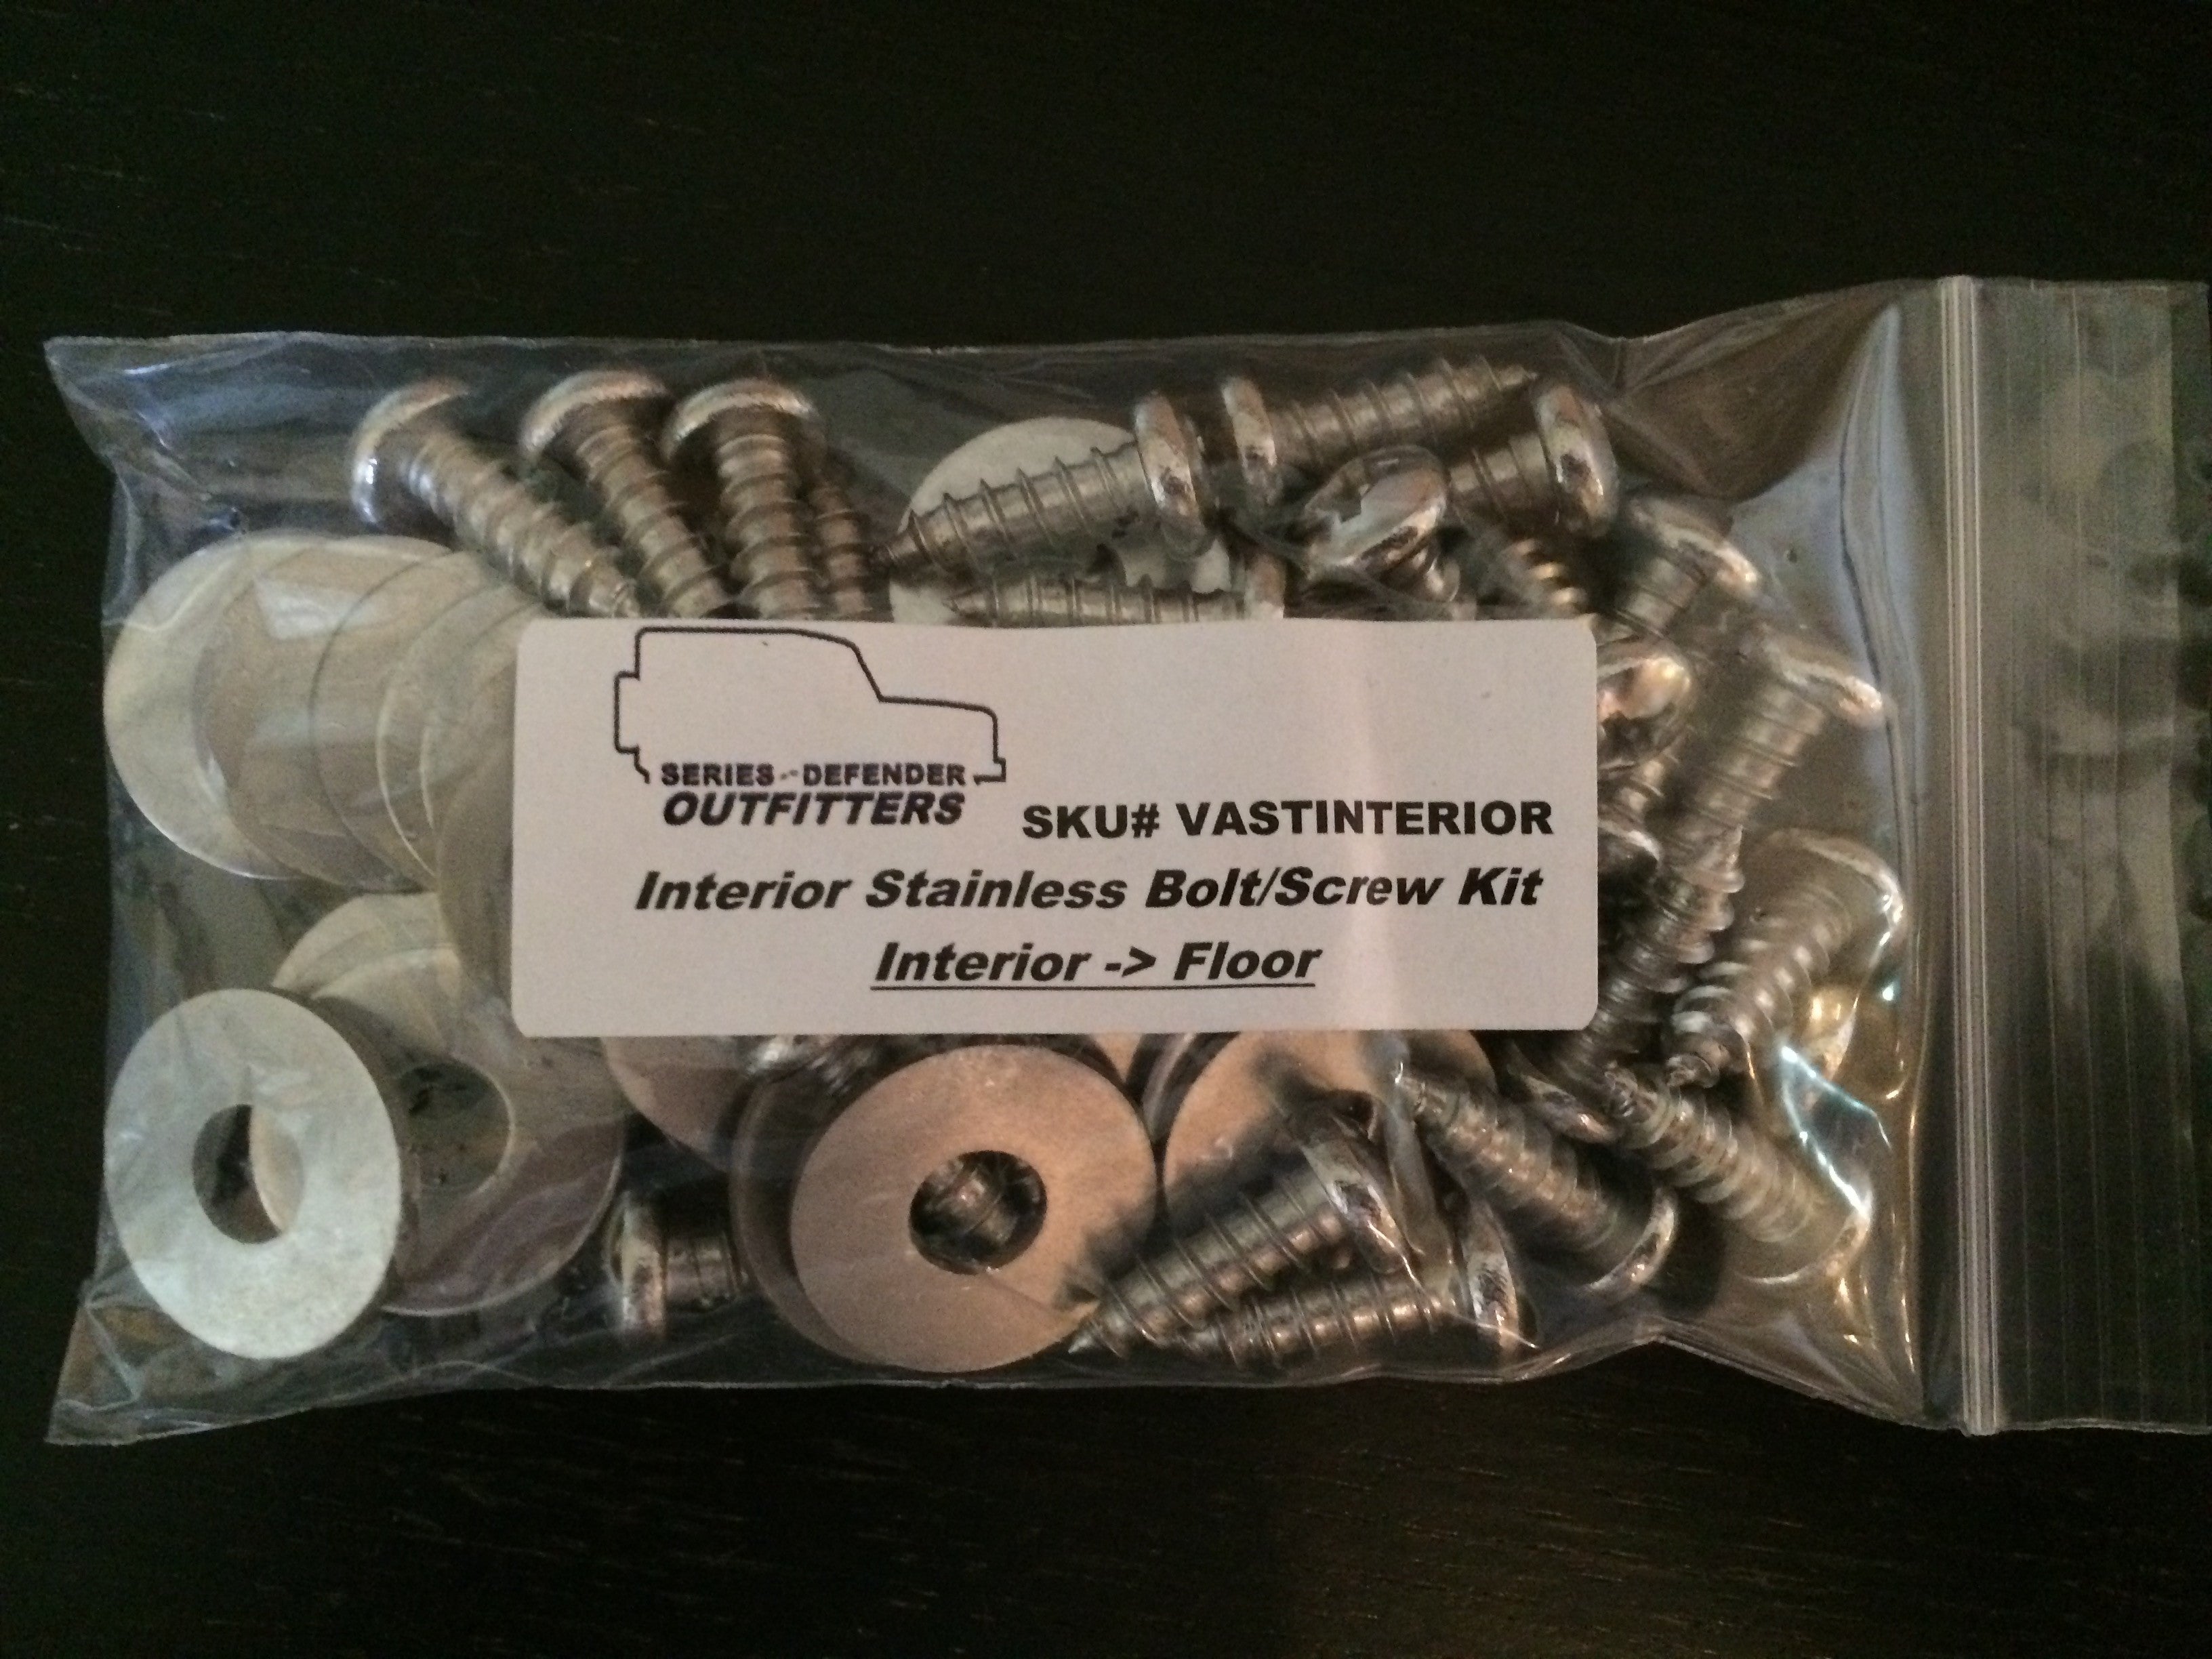 SERIES - DEFENDER
OUTFITTERS
SKU# VASTINTERIOR
Interior Stainless Bolt/Screw Kit
Interior -> Floor